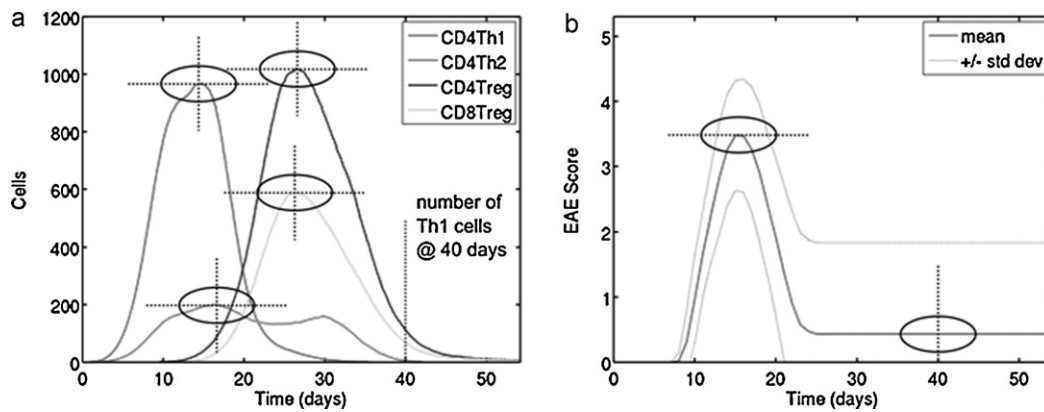 a
1200
1000
800
600
400
200
0
Cells
0 10 20 30 40 50
Time (days)
CD4Th1
CD4Th2
CD4Treg
CD8Treg
number of
Th1 cells
@ 40 days
b
5
4
3
2
1
0
EAE Score
0 10 20 30 40 50
Time (days)
mean
+/- std dev